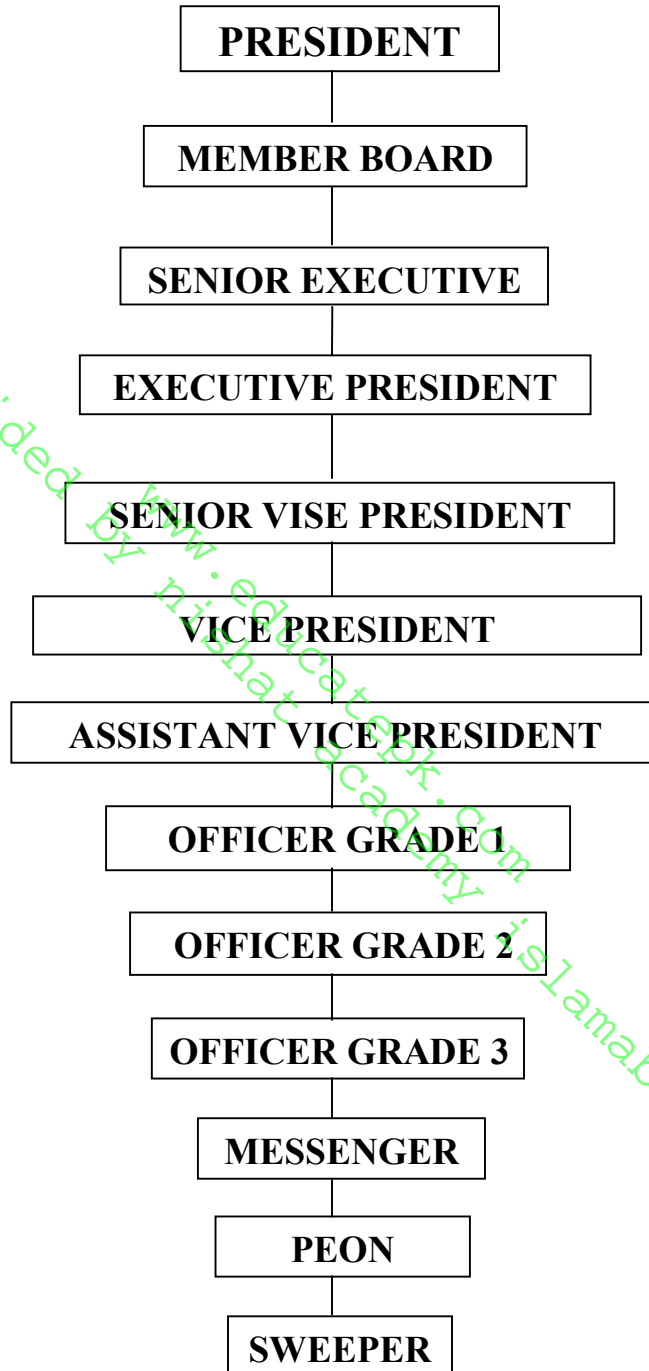 PRESIDENT
MEMBER BOARD
SENIOR EXECUTIVE
EXECUTIVE PRESIDENT
SENIOR VISE PRESIDENT
VICE PRESIDENT
ASSISTANT VICE PRESIDENT
OFFICER GRADE 1
OFFICER GRADE 2
OFFICER GRADE 3
MESSENGER
PEON
SWEEPER
www.educatepk.com
by nishat academy